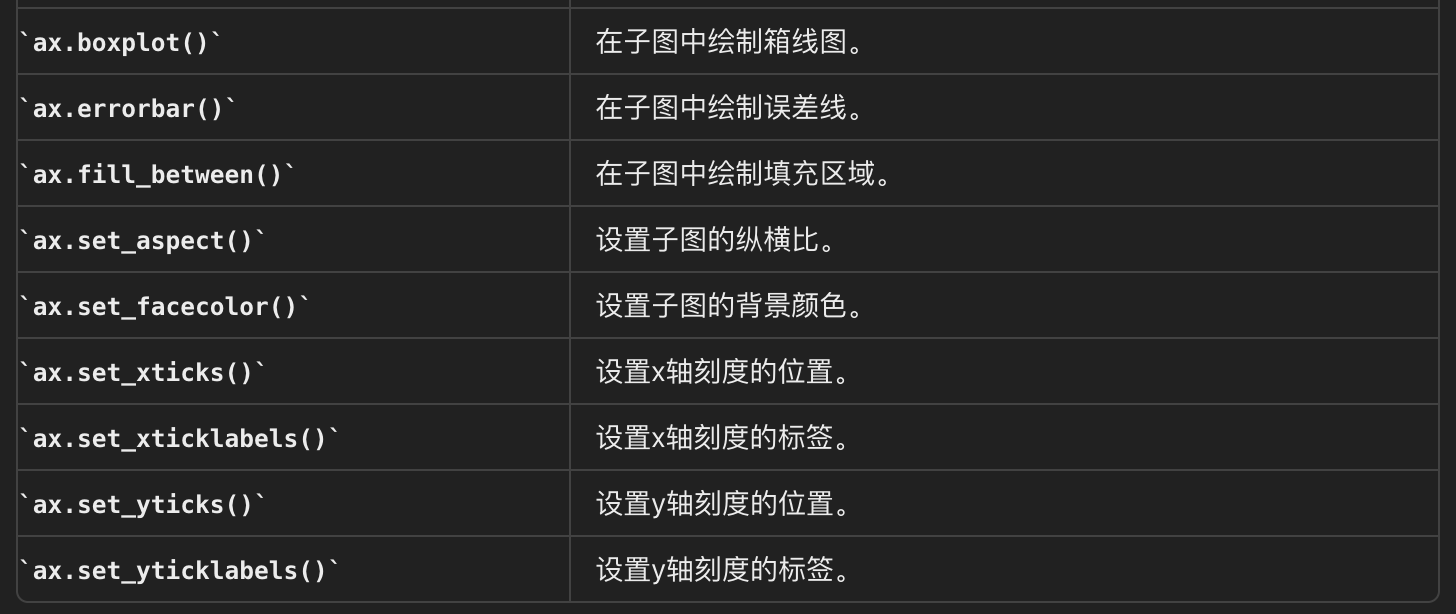 `ax.boxplot()` 在子图中绘制箱线图。
`ax.errorbar()` 在子图中绘制误差线。
`ax.fill_between()` 在子图中绘制填充区域。
`ax.set_aspect()` 设置子图的纵横比。
`ax.set_facecolor()` 设置子图的背景颜色。
`ax.set_xticks()` 设置x轴刻度的位置。
`ax.set_xticklabels()` 设置x轴刻度的标签。
`ax.set_yticks()` 设置y轴刻度的位置。
`ax.set_yticklabels()` 设置y轴刻度的标签。